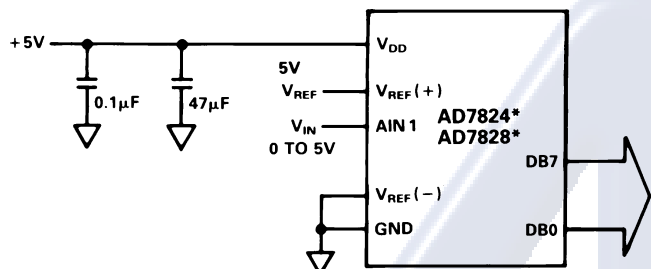 +5V
0.1μF
47μF
5V
VREF
VIN
0 TO 5V
VDD
VREF(+)
AIN1
VREF(−)
GND
AD7824*
AD7828*
DB7
DB0